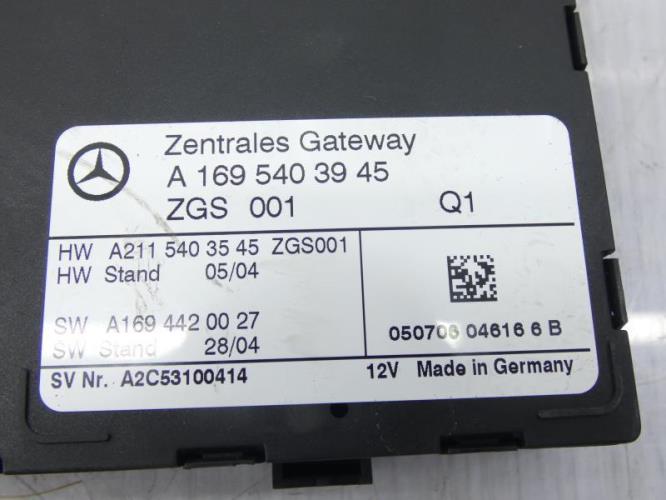 Zentrales Gateway
A 169 540 39 45
ZGS 001 Q1
HW A211 540 35 45 ZGS001
HW Stand 05/04
SW A169 442 00 27
SW Stand 28/04
050706 04616 6 B
SV Nr. A2C53100414 12V Made in Germany